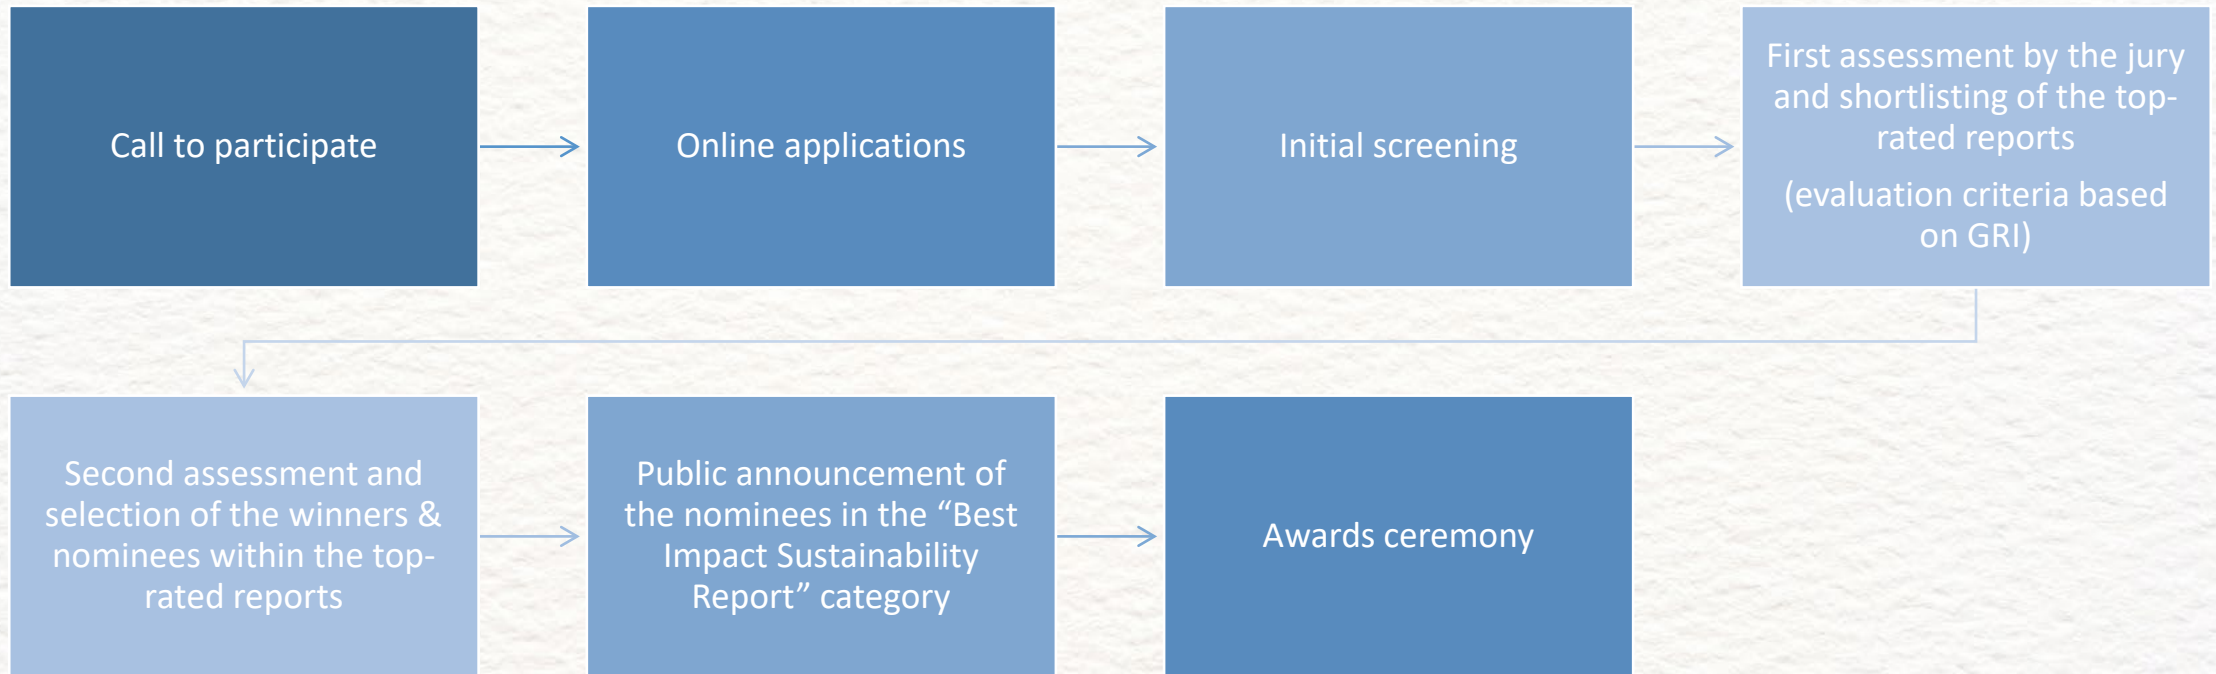 Call to participate
Online applications
Initial screening
First assessment by the jury
and shortlisting of the top-
rated reports
(evaluation criteria based
on GRI)
Second assessment and
selection of the winners &
nominees within the top-
rated reports
Public announcement of
the nominees in the “Best
Impact Sustainability
Report” category
Awards ceremony